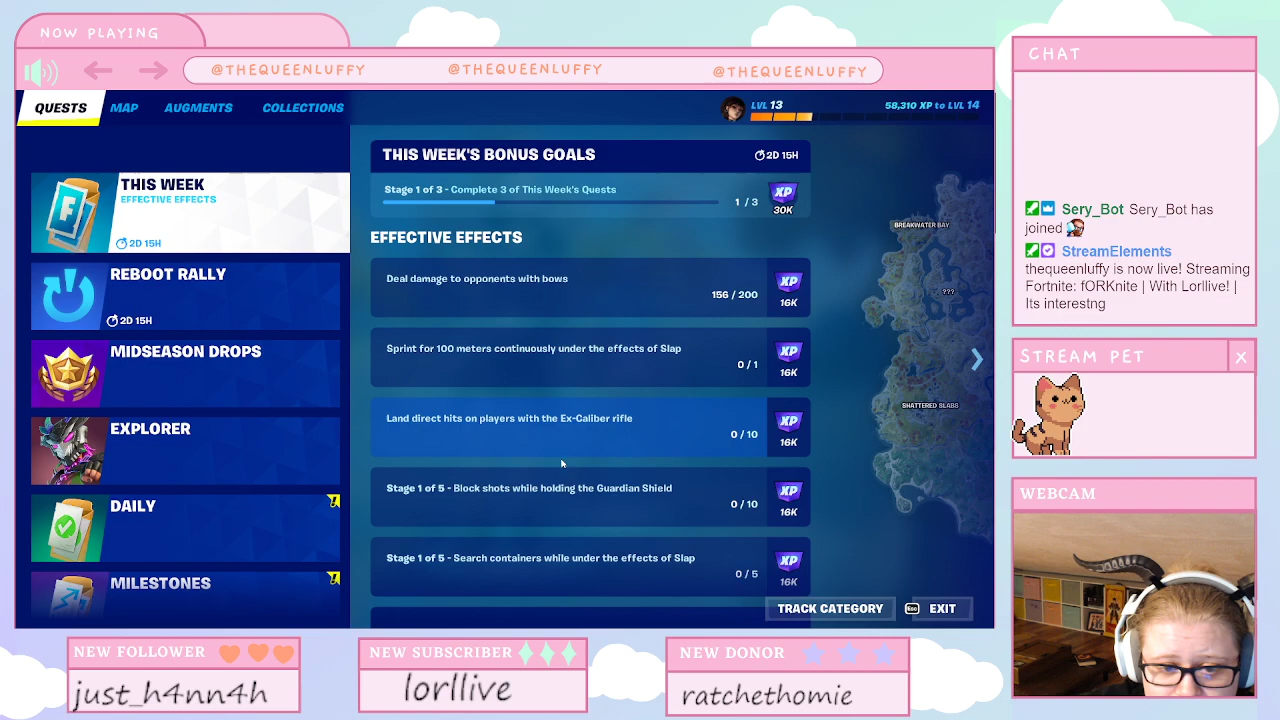 NOW PLAYING
@THEQUEENLUFFY @THEQUEENLUFFY @THEQUEENLUFFY
QUESTS MAP AUGMENTS COLLECTIONS
LVL 13 58,310 XP to LVL 14
THIS WEEK
EFFECTIVE EFFECTS
2D 15H
REBOOT RALLY
2D 15H
MIDSEASON DROPS
EXPLORER
DAILY
MILESTONES
THIS WEEK'S BONUS GOALS 2D 15H
Stage 1 of 3 - Complete 3 of This Week's Quests
1 / 3 XP 30K
EFFECTIVE EFFECTS
Deal damage to opponents with bows
156 / 200 XP 16K
Sprint for 100 meters continuously under the effects of Slap
0 / 1 XP 16K
Land direct hits on players with the Ex-Caliber rifle
0 / 10 XP 16K
Stage 1 of 5 - Block shots while holding the Guardian Shield
0 / 10 XP 16K
Stage 1 of 5 - Search containers while under the effects of Slap
0 / 5 XP 16K
BREAKWATER BAY
???
SHATTERED SLABS
TRACK CATEGORY Esc EXIT
CHAT
Sery_Bot Sery_Bot has
joined
StreamElements
thequeenluffy is now live! Streaming
Fortnite: fORKnite | With Lorllive! |
Its interestng
STREAM PET X
WEBCAM
NEW FOLLOWER
just_h4nn4h
NEW SUBSCRIBER
lorllive
NEW DONOR
ratchethomie